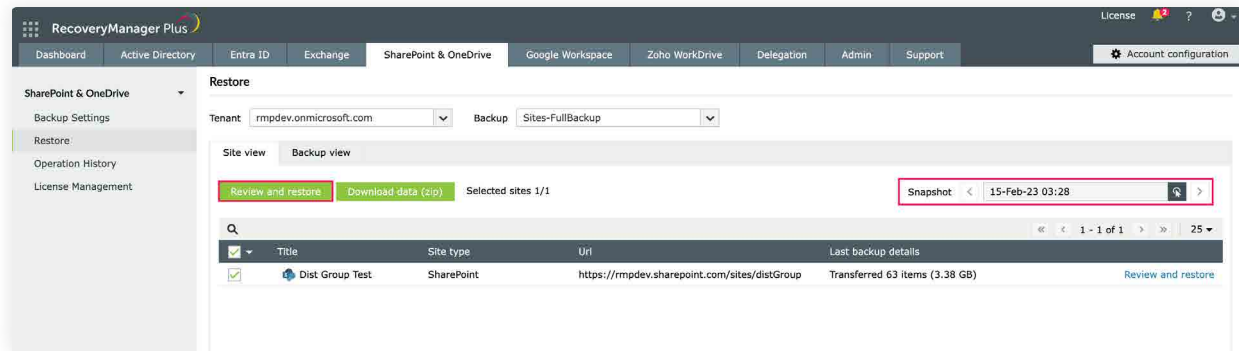 License 2 ?
RecoveryManager Plus
Dashboard Active Directory Entra ID Exchange SharePoint & OneDrive Google Workspace Zoho WorkDrive Delegation Admin Support Account configuration
SharePoint & OneDrive
Backup Settings
Restore
Operation History
License Management
Restore
Tenant rmpdev.onmicrosoft.com Backup Sites-FullBackup
Site view Backup view
Review and restore Download data (zip) Selected sites 1/1 Snapshot < 15-Feb-23 03:28 >
« < 1 - 1 of 1 > » 25
Title Site type Url Last backup details
Dist Group Test SharePoint https://rmpdev.sharepoint.com/sites/distGroup Transferred 63 items (3.38 GB) Review and restore